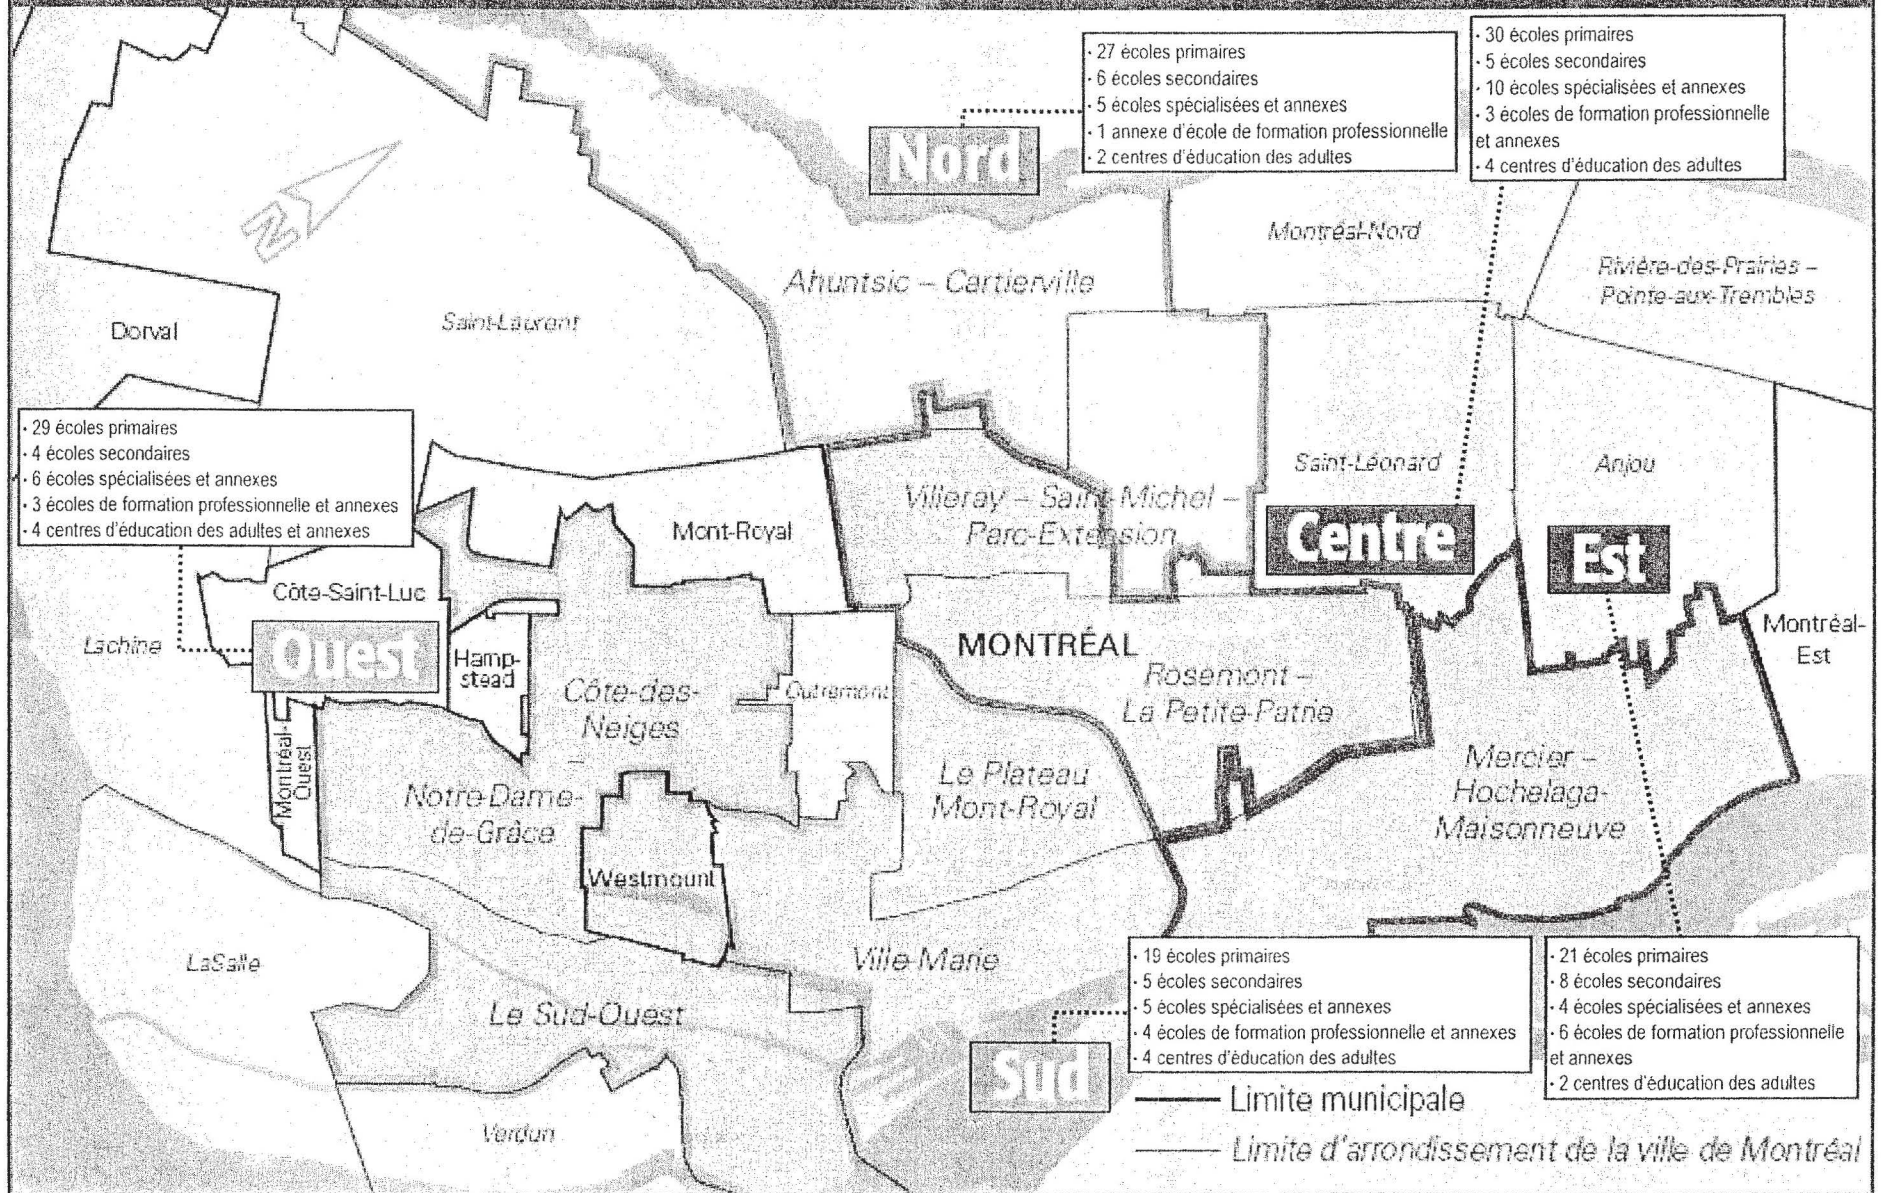 · 27 écoles primaires
· 6 écoles secondaires
· 5 écoles spécialisées et annexes
· 1 annexe d'école de formation professionnelle
· 2 centres d'éducation des adultes
· 30 écoles primaires
· 5 écoles secondaires
· 10 écoles spécialisées et annexes
· 3 écoles de formation professionnelle
et annexes
· 4 centres d'éducation des adultes
Nord
N
Montréal-Nord
Ahuntsic – Cartierville
Rivière-des-Prairies –
Pointe-aux-Trembles
Dorval
Saint-Laurent
· 29 écoles primaires
· 4 écoles secondaires
· 6 écoles spécialisées et annexes
· 3 écoles de formation professionnelle et annexes
· 4 centres d'éducation des adultes et annexes
Saint-Léonard
Anjou
Villeray – Saint-Michel –
Parc-Extension
Mont-Royal
Centre
Est
Côte-Saint-Luc
Lachine
Ouest
Hamp-
stead
MONTRÉAL
Montréal-
Est
Côte-des-
Neiges
Outremont
Rosemont –
La Petite-Patrie
Montréal-
Ouest
Notre-Dame-
de-Grâce
Le Plateau
Mont-Royal
Mercier –
Hochelaga-
Maisonneuve
Westmount
LaSalle
Ville-Marie
Le Sud-Ouest
· 19 écoles primaires
· 5 écoles secondaires
· 5 écoles spécialisées et annexes
· 4 écoles de formation professionnelle et annexes
· 4 centres d'éducation des adultes
· 21 écoles primaires
· 8 écoles secondaires
· 4 écoles spécialisées et annexes
· 6 écoles de formation professionnelle
et annexes
· 2 centres d'éducation des adultes
Sud
Verdun
Limite municipale
Limite d'arrondissement de la ville de Montréal